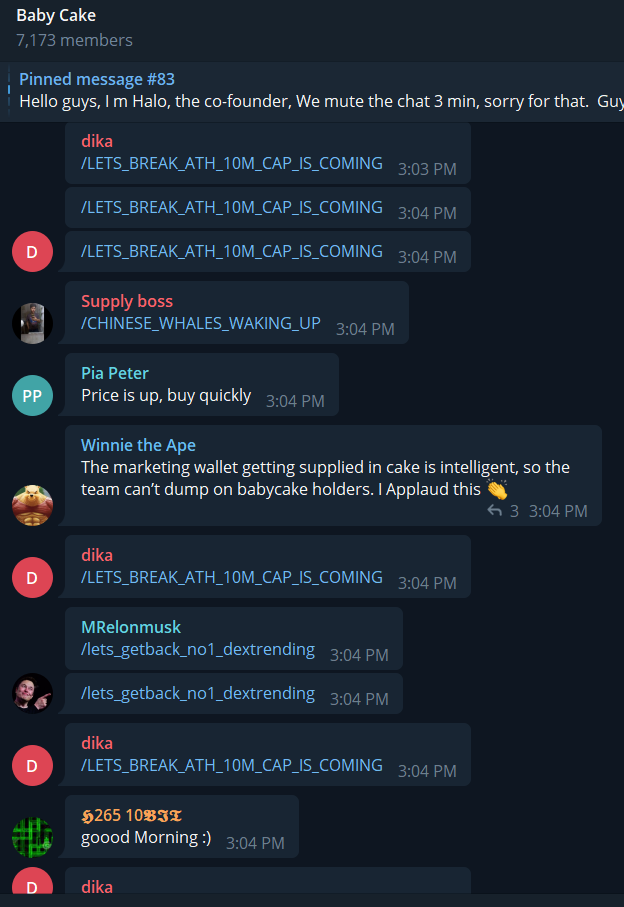 Baby Cake
7,173 members
Pinned message #83
Hello guys, I m Halo, the co-founder, We mute the chat 3 min, sorry for that. Guy
dika
/LETS_BREAK_ATH_10M_CAP_IS_COMING 3:03 PM
/LETS_BREAK_ATH_10M_CAP_IS_COMING 3:04 PM
D
/LETS_BREAK_ATH_10M_CAP_IS_COMING 3:04 PM
Supply boss
/CHINESE_WHALES_WAKING_UP 3:04 PM
Pia Peter
PP
Price is up, buy quickly 3:04 PM
Winnie the Ape
The marketing wallet getting supplied in cake is intelligent, so the
team can’t dump on babycake holders. I Applaud this 👏
3 3:04 PM
dika
D
/LETS_BREAK_ATH_10M_CAP_IS_COMING 3:04 PM
MRelonmusk
/lets_getback_no1_dextrending 3:04 PM
/lets_getback_no1_dextrending 3:04 PM
dika
D
/LETS_BREAK_ATH_10M_CAP_IS_COMING 3:04 PM
𝕳265 10𝕭𝕴𝕿
goood Morning :) 3:04 PM
D
dika